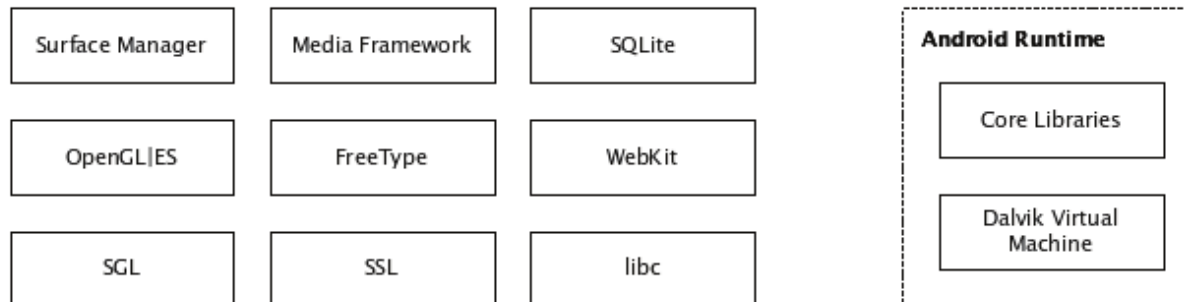 Surface Manager
Media Framework
SQLite
OpenGL|ES
FreeType
WebKit
SGL
SSL
libc
Android Runtime
Core Libraries
Dalvik Virtual
Machine